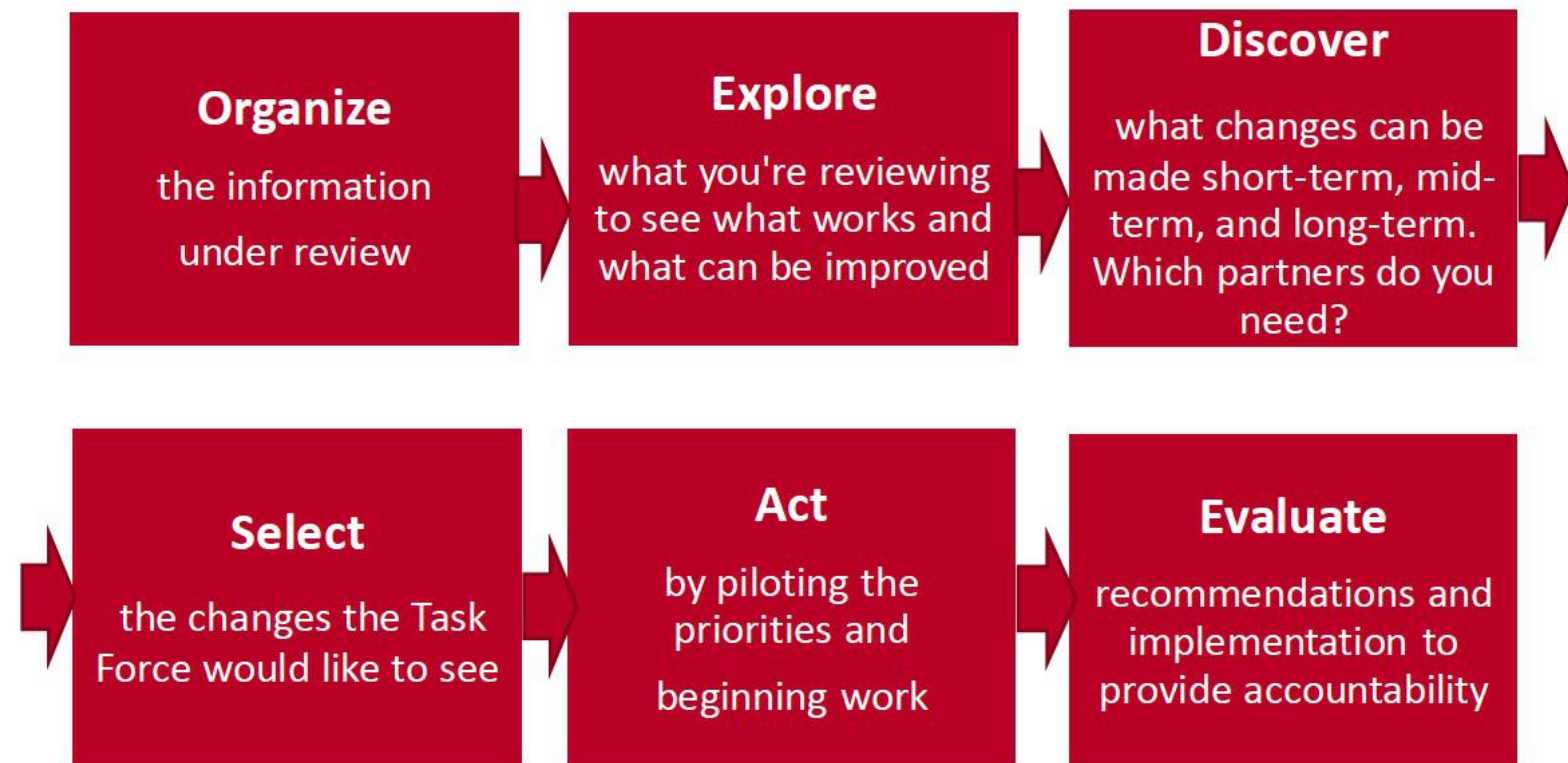 Organize
the information
under review
Explore
what you're reviewing
to see what works and
what can be improved
Discover
what changes can be
made short-term, mid-
term, and long-term.
Which partners do you
need?
Select
the changes the Task
Force would like to see
Act
by piloting the
priorities and
beginning work
Evaluate
recommendations and
implementation to
provide accountability